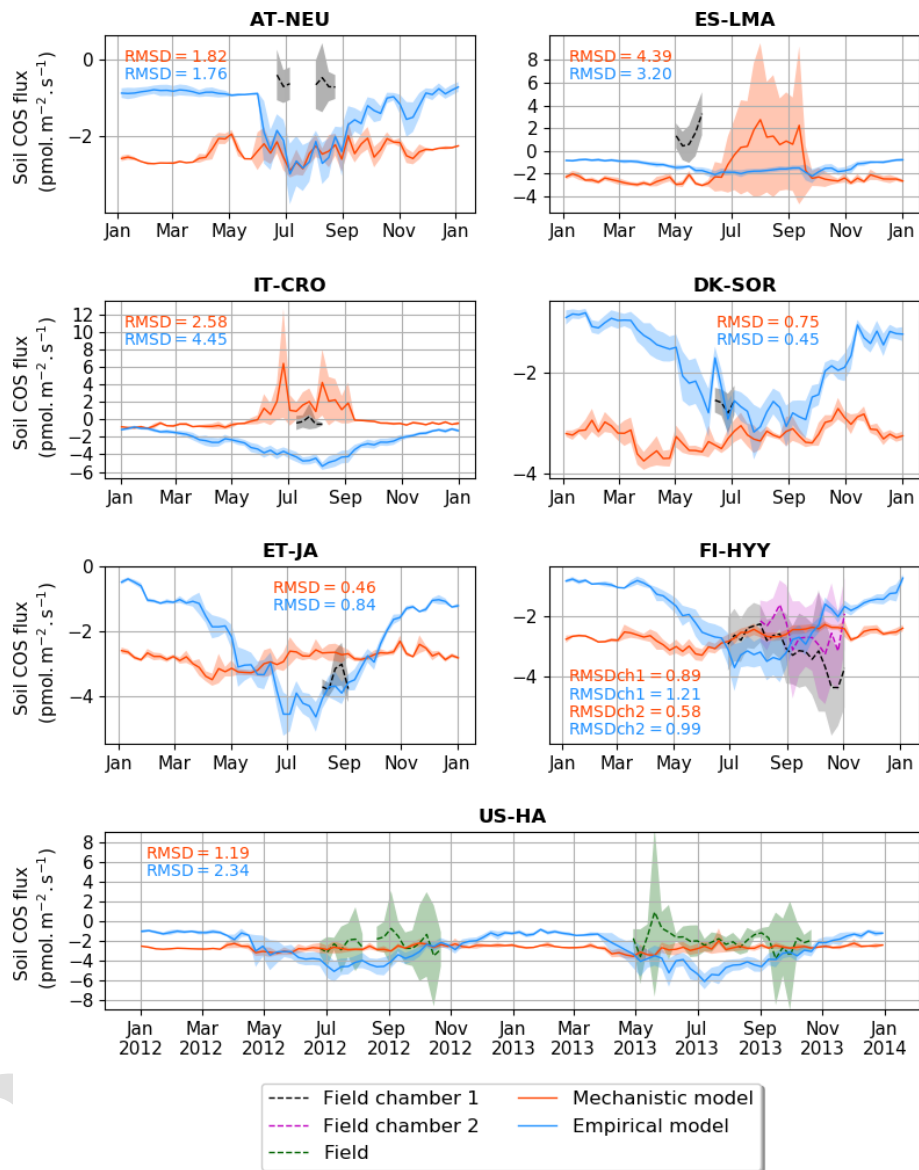 AT-NEU
ES-LMA
Soil COS flux
(pmol. m⁻². s⁻¹)
RMSD = 1.82
RMSD = 1.76
0
−2
Jan Mar May Jul Sep Nov Jan
RMSD = 4.39
RMSD = 3.20
8
6
4
2
0
−2
−4
Jan Mar May Jul Sep Nov Jan
IT-CRO
DK-SOR
Soil COS flux
(pmol. m⁻². s⁻¹)
RMSD = 2.58
RMSD = 4.45
12
10
8
6
4
2
0
−2
−4
−6
Jan Mar May Jul Sep Nov Jan
RMSD = 0.75
RMSD = 0.45
−2
−4
Jan Mar May Jul Sep Nov Jan
ET-JA
FI-HYY
Soil COS flux
(pmol. m⁻². s⁻¹)
RMSD = 0.46
RMSD = 0.84
0
−2
−4
Jan Mar May Jul Sep Nov Jan
−2
−4
RMSDch1 = 0.89
RMSDch1 = 1.21
RMSDch2 = 0.58
RMSDch2 = 0.99
Jan Mar May Jul Sep Nov Jan
US-HA
Soil COS flux
(pmol. m⁻². s⁻¹)
RMSD = 1.19
RMSD = 2.34
8
6
4
2
0
−2
−4
−6
−8
Jan Mar May Jul Sep Nov Jan Mar May Jul Sep Nov Jan
2012 2012 2012 2012 2012 2012 2013 2013 2013 2013 2013 2013 2014
Field chamber 1
Field chamber 2
Field
Mechanistic model
Empirical model